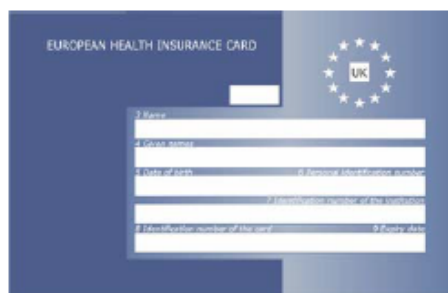 EUROPEAN HEALTH INSURANCE CARD
UK
3 Name
4 Given names
5 Date of birth 6 Personal identification number
7 Identification number of the institution
8 Identification number of the card 9 Expiry date